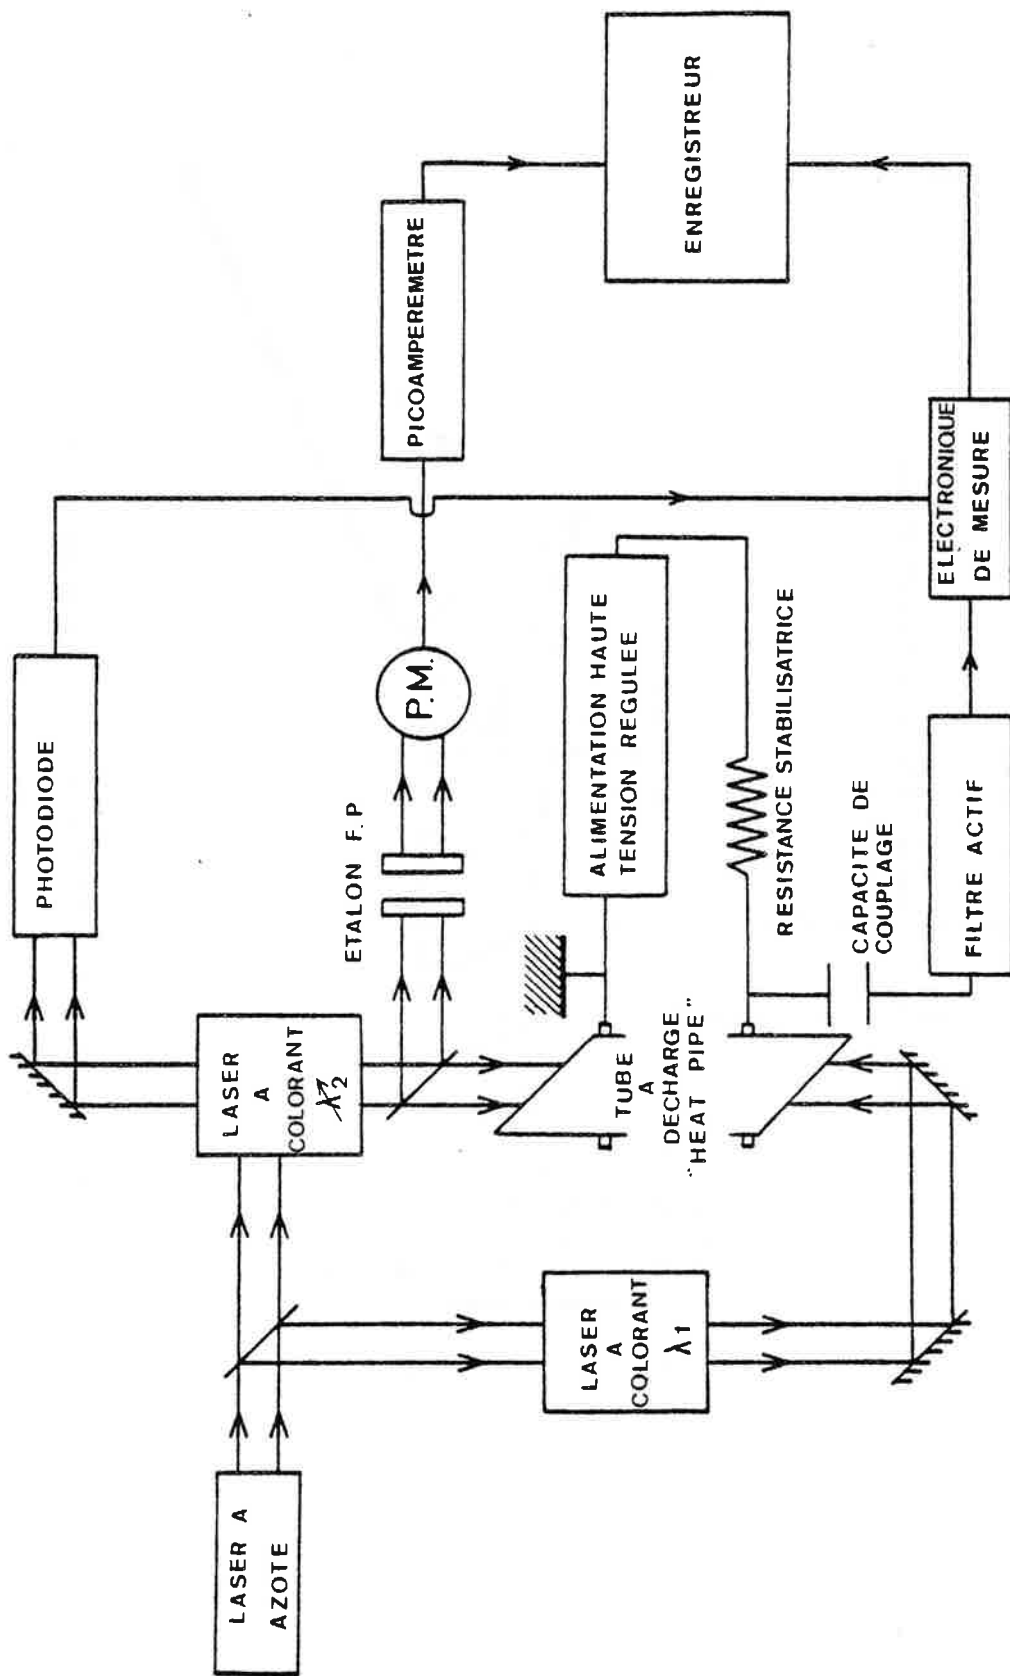 LASER A
AZOTE
LASER
A
COLORANT
λ2
PHOTODIODE
ETALON F.P
P.M.
PICOAMPEREMETRE
ENREGISTREUR
LASER
A
COLORANT
λ1
TUBE
A
DECHARGE
"HEAT PIPE"
ALIMENTATION HAUTE
TENSION REGULEE
RESISTANCE STABILISATRICE
CAPACITE DE
COUPLAGE
FILTRE ACTIF
ELECTRONIQUE
DE MESURE